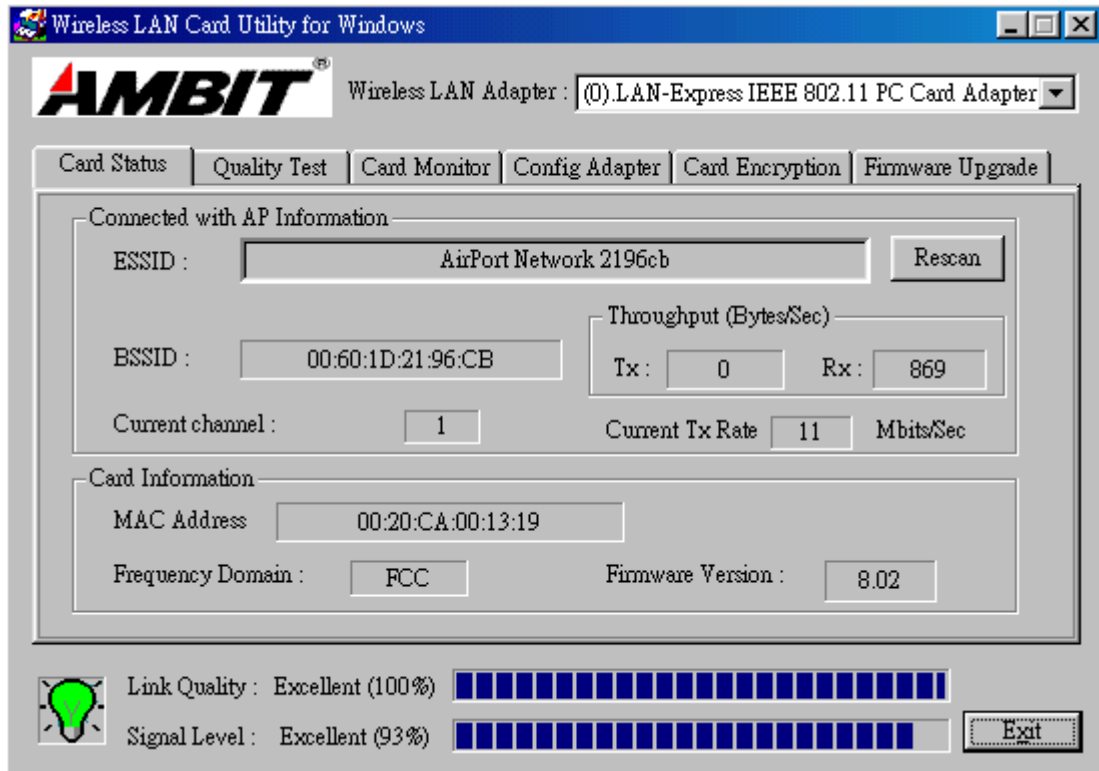 Wireless LAN Card Utility for Windows
AMBIT®
Wireless LAN Adapter : (0).LAN-Express IEEE 802.11 PC Card Adapter
Card Status Quality Test Card Monitor Config Adapter Card Encryption Firmware Upgrade
Connected with AP Information
ESSID : AirPort Network 2196cb Rescan
Throughput (Bytes/Sec)
BSSID : 00:60:1D:21:96:CB Tx : 0 Rx : 869
Current channel : 1 Current Tx Rate 11 Mbits/Sec
Card Information
MAC Address 00:20:CA:00:13:19
Frequency Domain : FCC Firmware Version : 8.02
Link Quality : Excellent (100%)
Signal Level : Excellent (93%) Exit